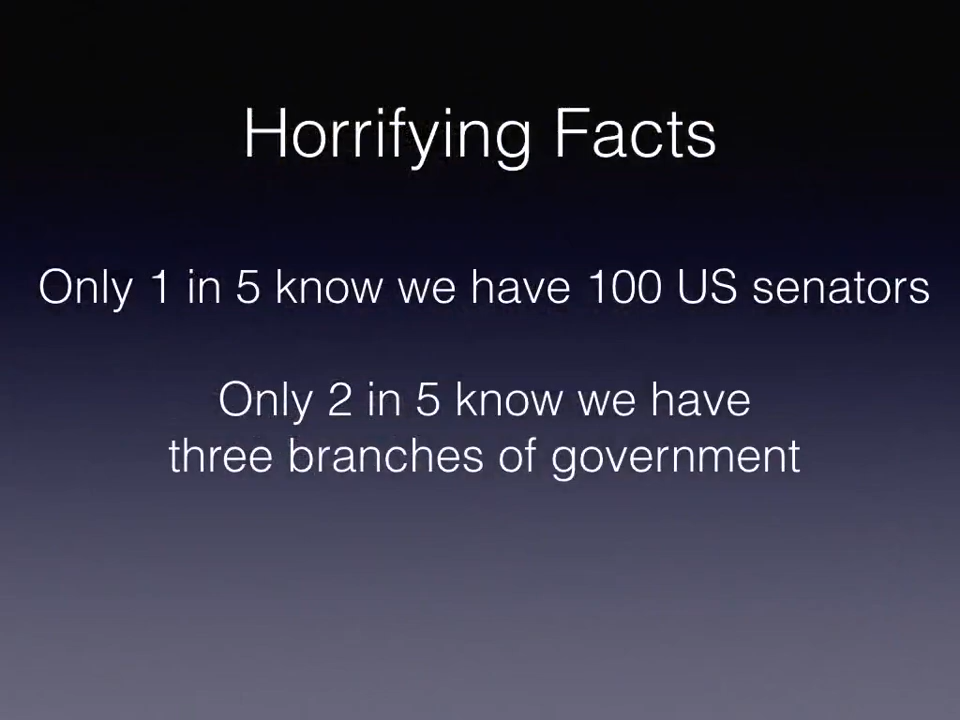 Horrifying Facts
Only 1 in 5 know we have 100 US senators
Only 2 in 5 know we have
three branches of government